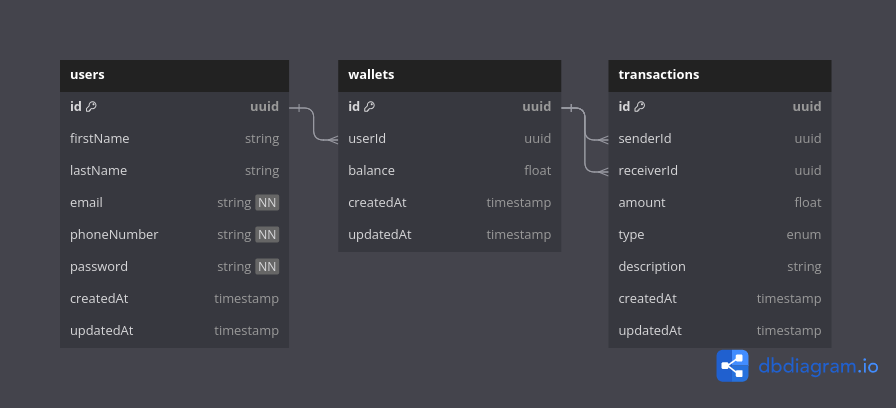 users
id uuid
firstName string
lastName string
email string NN
phoneNumber string NN
password string NN
createdAt timestamp
updatedAt timestamp
wallets
id uuid
userId uuid
balance float
createdAt timestamp
updatedAt timestamp
transactions
id uuid
senderId uuid
receiverId uuid
amount float
type enum
description string
createdAt timestamp
updatedAt timestamp
dbdiagram.io